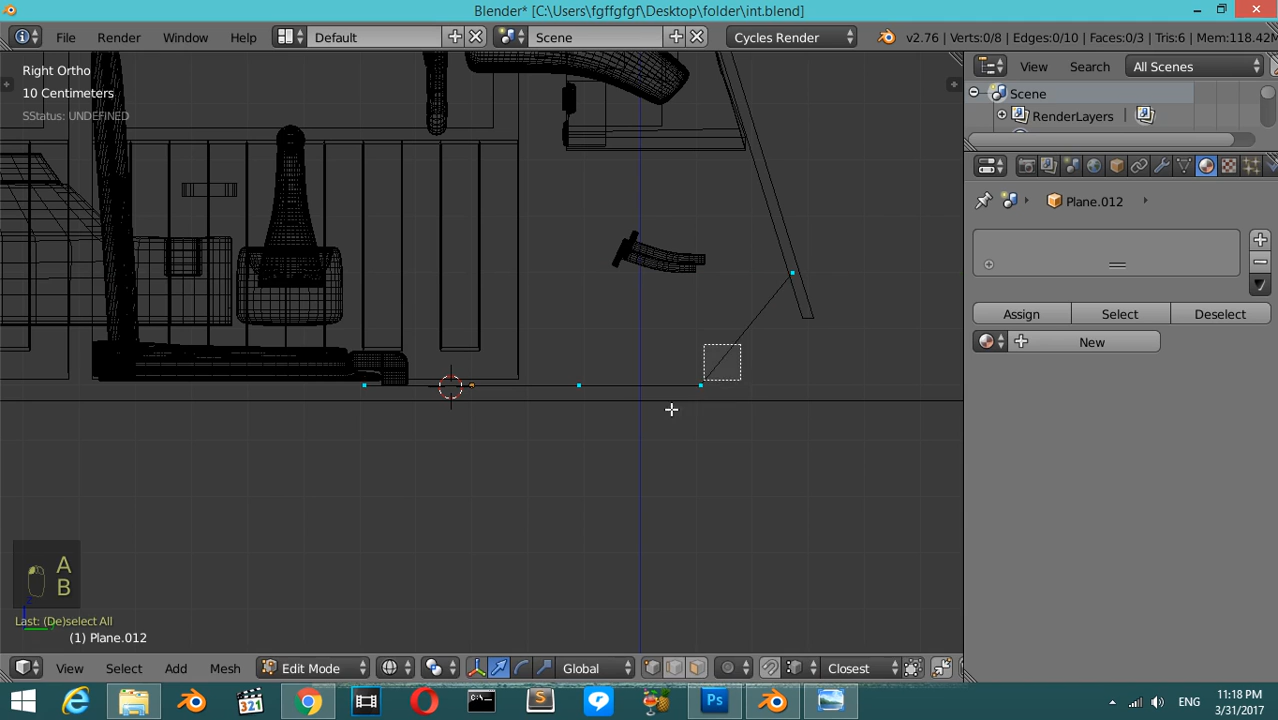 Blender* [C:\Users\fgffgfgf\Desktop\folder\int.blend]
File Render Window Help Default Scene Cycles Render v2.76 | Verts:0/8 | Edges:0/10 | Faces:0/3 | Tris:6 | Mem:118.42M
View Search All Scenes
Scene
RenderLayers
Right Ortho
10 Centimeters
SStatus: UNDEFINED
Plane.012
Assign Select Deselect
New
A
B
Last: (De)select All
(1) Plane.012
View Select Add Mesh Edit Mode Global Closest
321
Ps
ENG
11:18 PM
3/31/2017